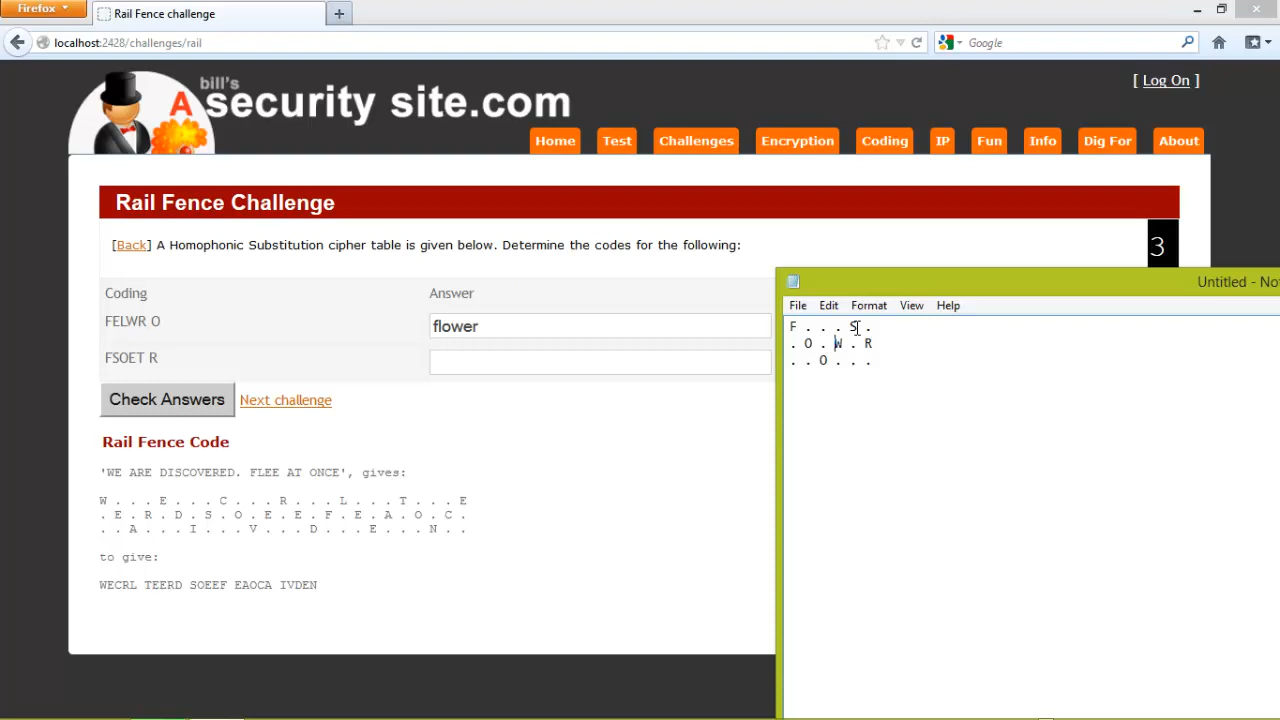 Firefox
Rail Fence challenge
localhost:2428/challenges/rail
Google
bill's
A security site.com
[ Log On ]
Home Test Challenges Encryption Coding IP Fun Info Dig For About
Rail Fence Challenge
[Back] A Homophonic Substitution cipher table is given below. Determine the codes for the following:
3
Coding Answer
FELWR O flower
FSOET R
Check Answers Next challenge
Rail Fence Code
'WE ARE DISCOVERED. FLEE AT ONCE', gives:
W . . . E . . . C . . . R . . . L . . . T . . . E
. E . R . D . S . O . E . E . F . E . A . O . C .
. . A . . . I . . . V . . . D . . . E . . . N . .
to give:
WECRL TEERD SOEEF EAOCA IVDEN
Untitled - No
File Edit Format View Help
F . . . S .
. O . W . R
. . O . . .